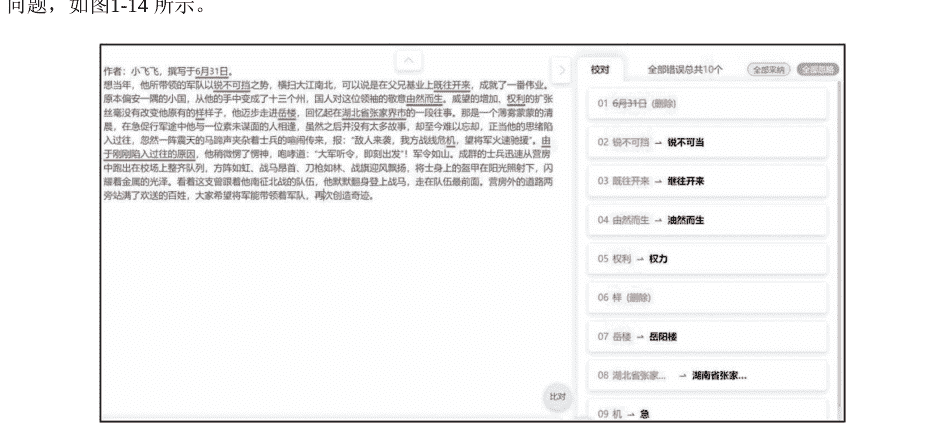 问题，如图1-14 所示。
作者：小飞飞，撰写于6月31日。
想当年，他所带领的军队以锐不可挡之势，横扫大江南北，可以说是在父兄基业上既往开来，成就了一番伟业。
原本偏安一隅的小国，从他的手中变成了十三个州，国人对这位领袖的敬意由然而生。威望的增加，权利的扩张
丝毫没有改变他原有的样样子，他迈步走进岳楼，回忆起在湖北省张家界市的一段往事。那是一个薄雾蒙蒙的清
晨，在急促行军途中他与一位素未谋面的人相逢，虽然之后并没有太多故事，却至今难以忘却，正当他的思绪陷
入过往，忽然一阵震天的马蹄声夹杂着士兵的喧闹传来，报：“敌人来袭，我方战线危机，望将军火速驰援”。由
于刚刚陷入过往的原因，他稍微愣了愣神，咆哮道：“大军听令，即刻出发”！军令如山。成群的士兵迅速从营房
中跑出在校场上整齐队列，方阵如虹、战马昂首、刀枪如林、战旗迎风飘扬，将士身上的盔甲在阳光照射下，闪
耀着金属的光泽。看着这支曾跟着他南征北战的队伍，他默默翻身登上战马，走在队伍最前面。营房外的道路两
旁站满了欢送的百姓，大家希望将军能带领着军队，再次创造奇迹。
比对
校对 全部错误总共10个 全部采纳 全部忽略
01 6月31日 (删除)
02 锐不可挡 → 锐不可当
03 既往开来 → 继往开来
04 由然而生 → 油然而生
05 权利 → 权力
06 样 (删除)
07 岳楼 → 岳阳楼
08 湖北省张家... → 湖南省张家...
09 机 → 急